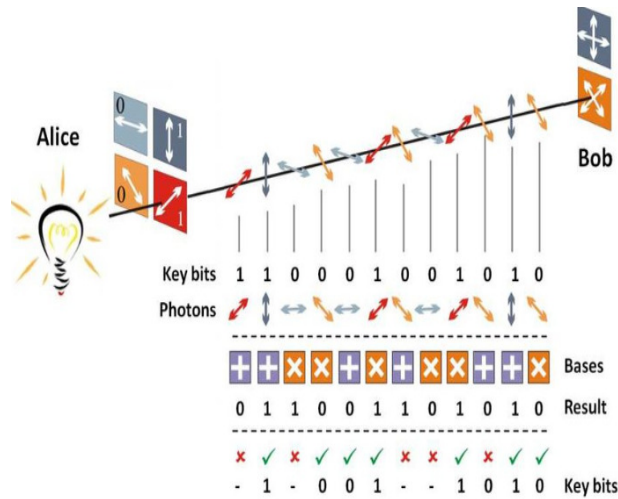 0
1
Alice
0
1
Bob
Key bits 1 1 0 0 0 1 0 0 1 0 1 0
Photons
+ + × × + × + × × + + × Bases
0 1 1 0 0 1 1 0 1 0 1 0 Result
× ✓ × ✓ ✓ ✓ × × ✓ × ✓ ✓
- 1 - 0 0 1 - - 1 0 1 0 Key bits